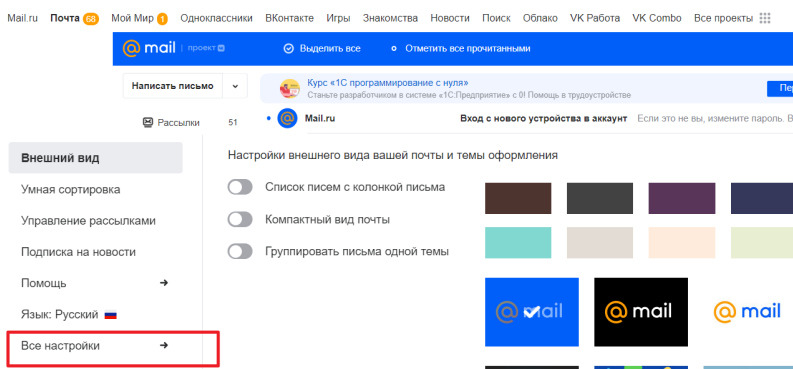 Mail.ru Почта 68 Мой Мир 1 Одноклассники ВКонтакте Игры Знакомства Новости Поиск Облако VK Работа VK Combo Все проекты
@mail проект Выделить все Отметить все прочитанными
Написать письмо
Курс «1С программирование с нуля»
Станьте разработчиком в системе «1С:Предприятие» с 0! Помощь в трудоустройстве
Рассылки 51
@ Mail.ru Вход с нового устройства в аккаунт Если это не вы, измените пароль. В
Внешний вид
Настройки внешнего вида вашей почты и темы оформления
Умная сортировка
Список писем с колонкой письма
Управление рассылками
Компактный вид почты
Подписка на новости
Группировать письма одной темы
Помощь
Язык: Русский
@mail @mail @mail
Все настройки